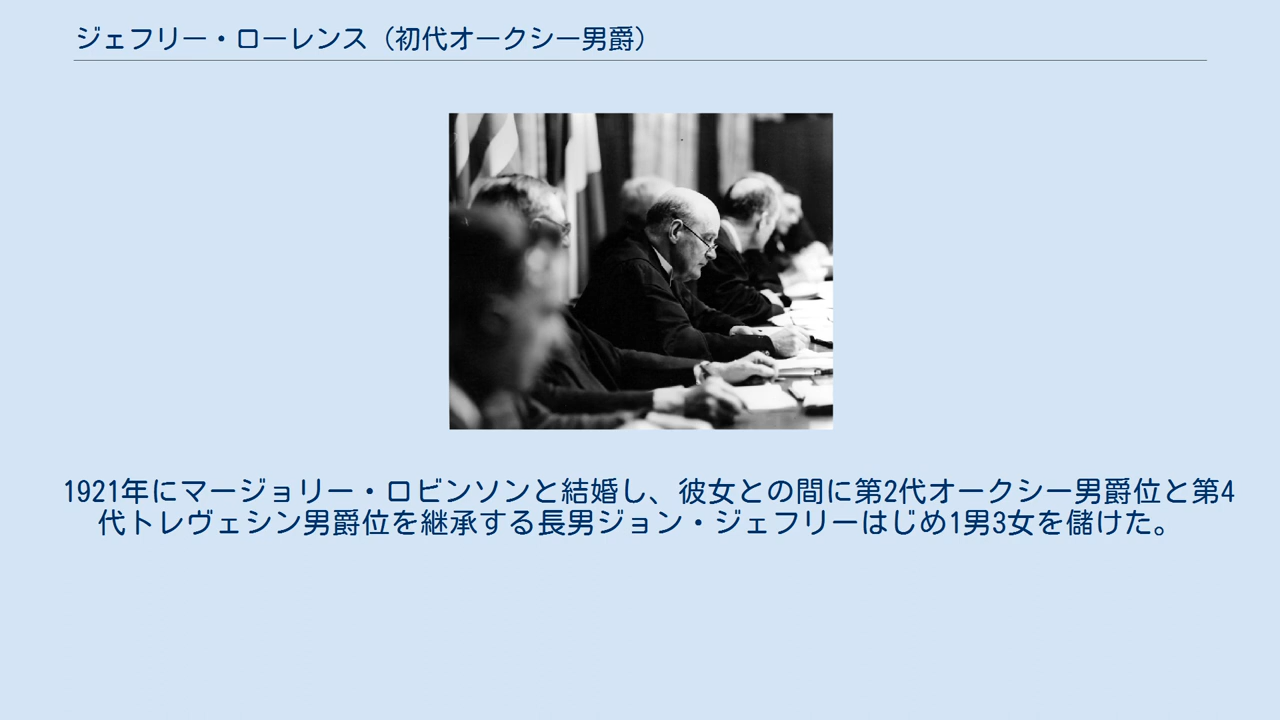 ジェフリー・ローレンス（初代オークシー男爵）
1921年にマージョリー・ロビンソンと結婚し、彼女との間に第2代オークシー男爵位と第4
代トレヴェシン男爵位を継承する長男ジョン・ジェフリーはじめ1男3女を儲けた。